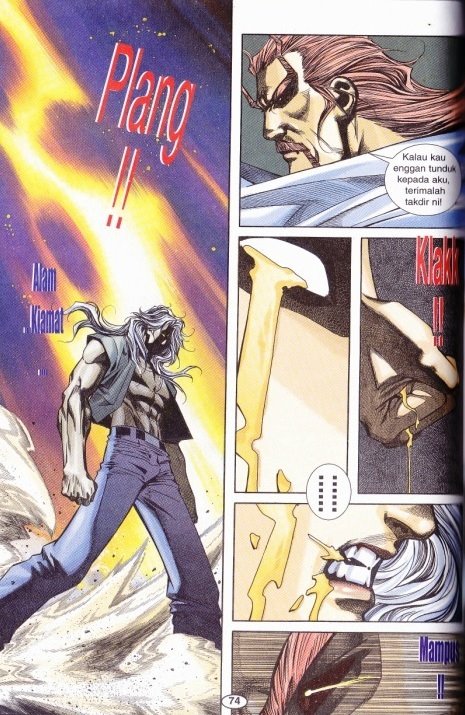 Plang
!!
Alam
Kiamat
...
Kalau kau
enggan tunduk
kepada aku,
terimalah
takdir ni!
Klakk
!!
Mampus
!!
74